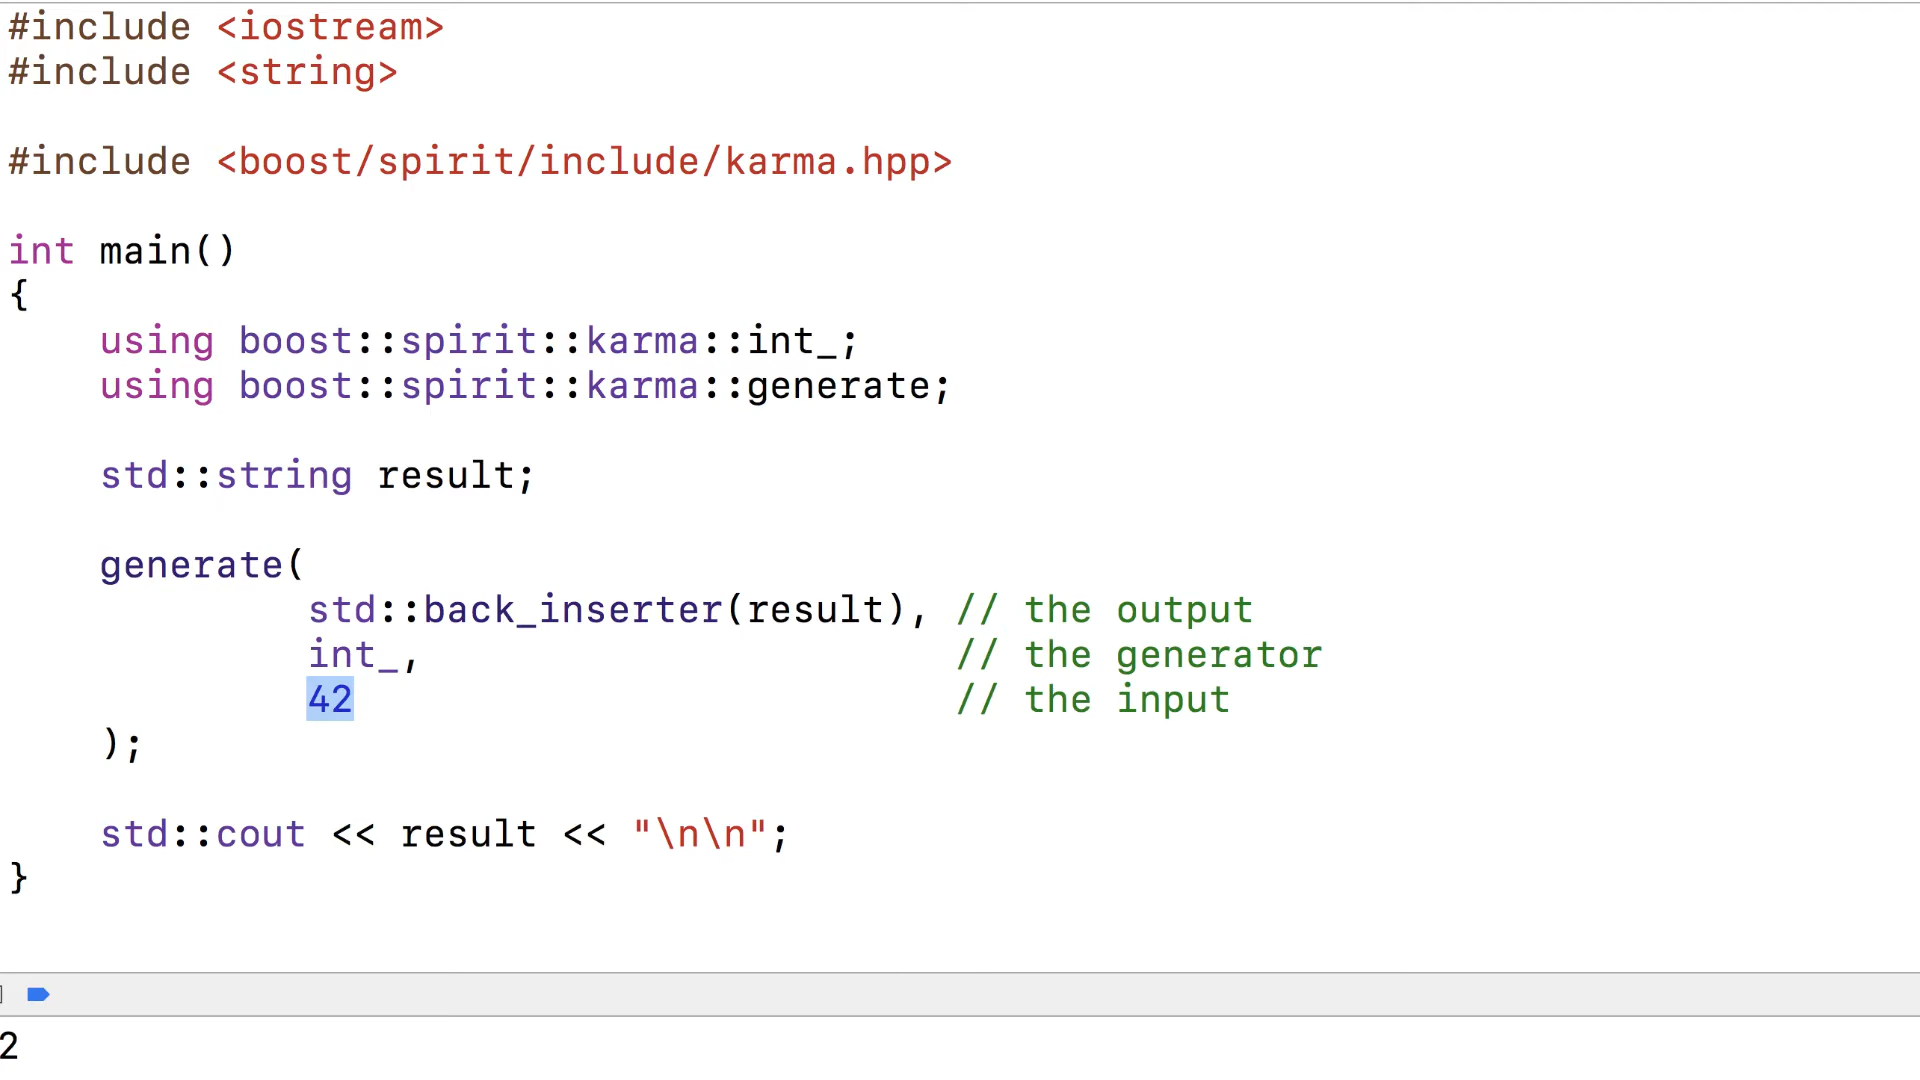 #include <iostream>
#include <string>
#include <boost/spirit/include/karma.hpp>
int main()
{
    using boost::spirit::karma::int_;
    using boost::spirit::karma::generate;
    std::string result;
    generate(
             std::back_inserter(result), // the output
             int_,                       // the generator
             42                          // the input
    );
    std::cout << result << "\n\n";
}
2